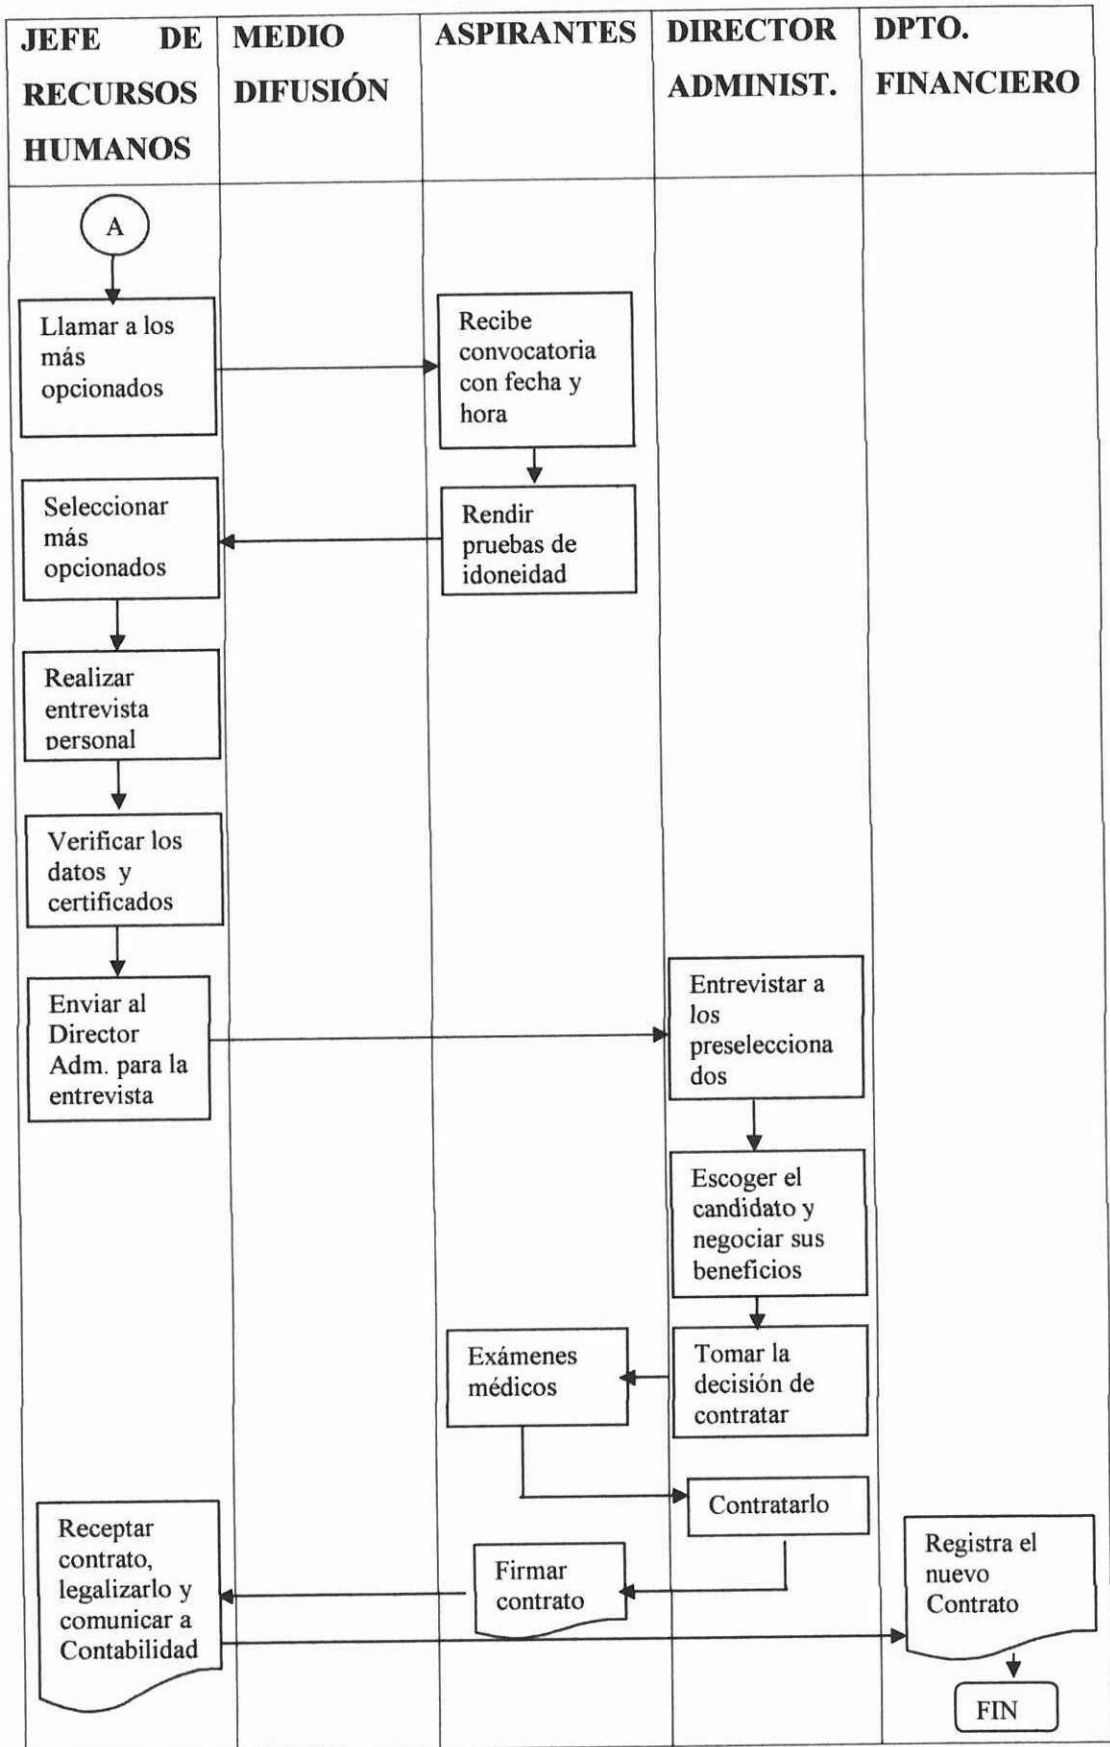 JEFE DE
RECURSOS
HUMANOS
MEDIO
DIFUSIÓN
ASPIRANTES
DIRECTOR
ADMINIST.
DPTO.
FINANCIERO
A
Llamar a los
más
opcionados
Recibe
convocatoria
con fecha y
hora
Seleccionar
más
opcionados
Rendir
pruebas de
idoneidad
Realizar
entrevista
personal
Verificar los
datos y
certificados
Enviar al
Director
Adm. para la
entrevista
Entrevistar a
los
preselecciona
dos
Escoger el
candidato y
negociar sus
beneficios
Exámenes
médicos
Tomar la
decisión de
contratar
Contratarlo
Receptar
contrato,
legalizarlo y
comunicar a
Contabilidad
Firmar
contrato
Registra el
nuevo
Contrato
FIN